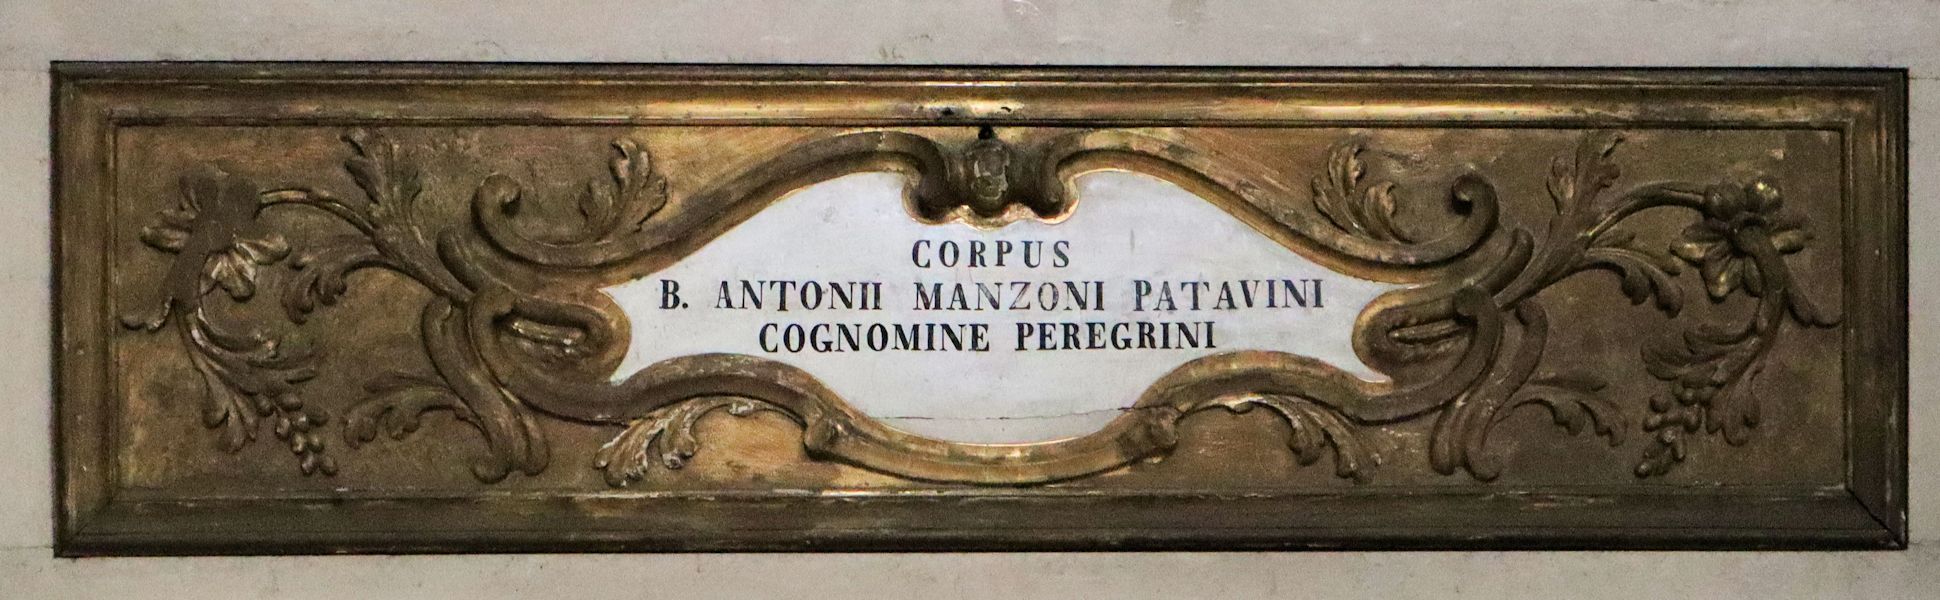 CORPUS
B. ANTONII MANZONI PATAVINI
COGNOMINE PEREGRINI